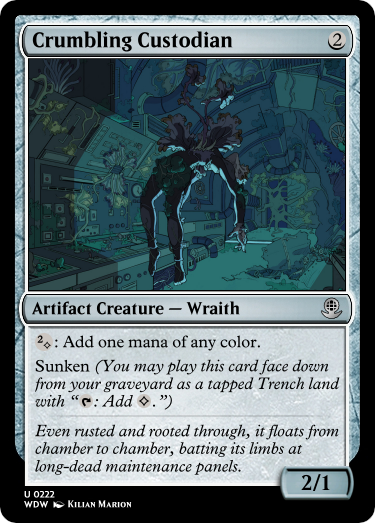 Crumbling Custodian 2
Artifact Creature — Wraith
2: Add one mana of any color.
Sunken (You may play this card face down
from your graveyard as a tapped Trench land
with “: Add .”)
Even rusted and rooted through, it floats from
chamber to chamber, batting its limbs at
long-dead maintenance panels.
2/1
U 0222
WDW Kilian Marion